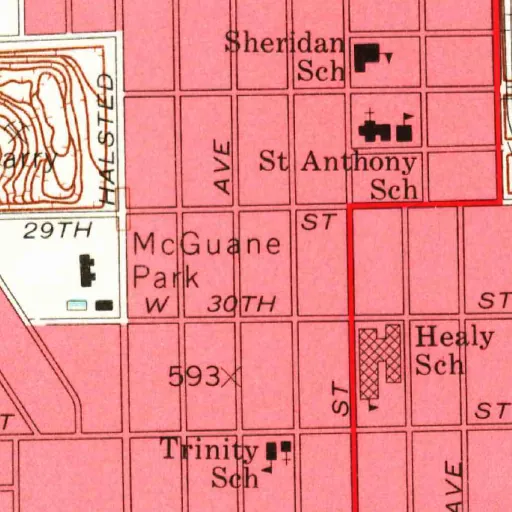 Sheridan
Sch
HALSTED
arry
AVE
St Anthony
Sch
29TH
ST
McGuane
Park
W 30TH
ST
Healy
Sch
593
ST
ST
T
Trinity
Sch
AVE